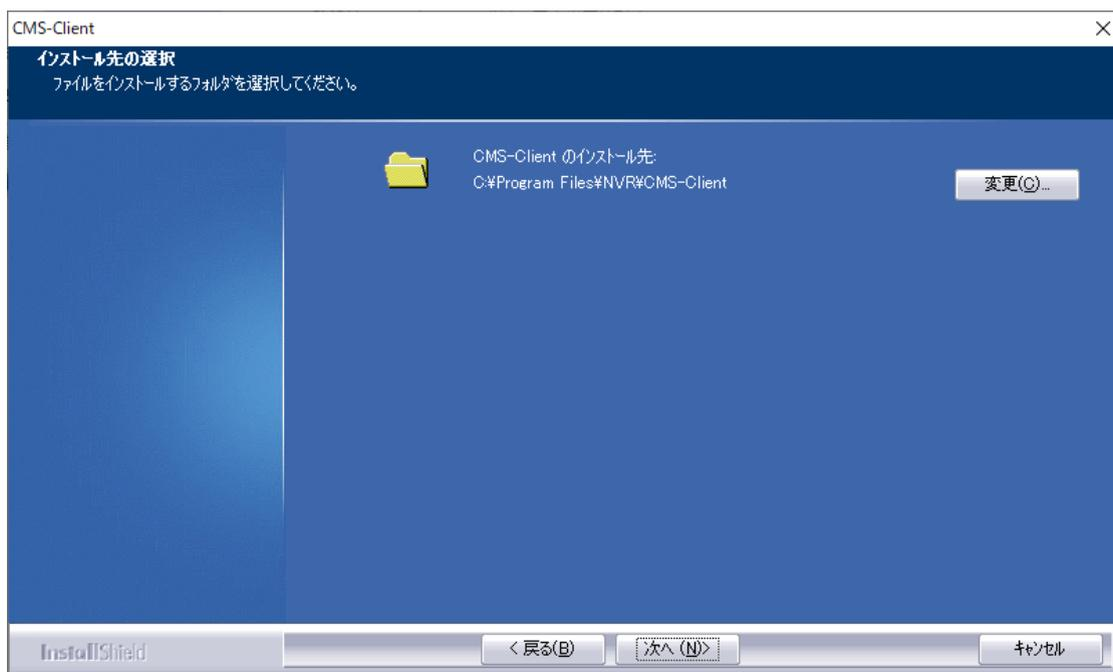 CMS-Client
インストール先の選択
ファイルをインストールするフォルダを選択してください。
CMS-Client のインストール先:
C:¥Program Files¥NVR¥CMS-Client
変更(C)...
InstallShield
< 戻る(B)
次へ (N)>
キャンセル